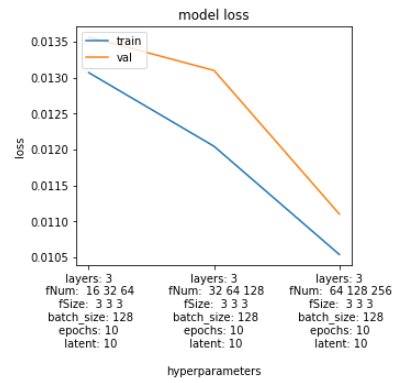 model loss
train
val
0.0135
0.0130
0.0125
0.0120
0.0115
0.0110
0.0105
loss
layers: 3
fNum: 16 32 64
fSize: 3 3 3
batch_size: 128
epochs: 10
latent: 10
layers: 3
fNum: 32 64 128
fSize: 3 3 3
batch_size: 128
epochs: 10
latent: 10
layers: 3
fNum: 64 128 256
fSize: 3 3 3
batch_size: 128
epochs: 10
latent: 10
hyperparameters